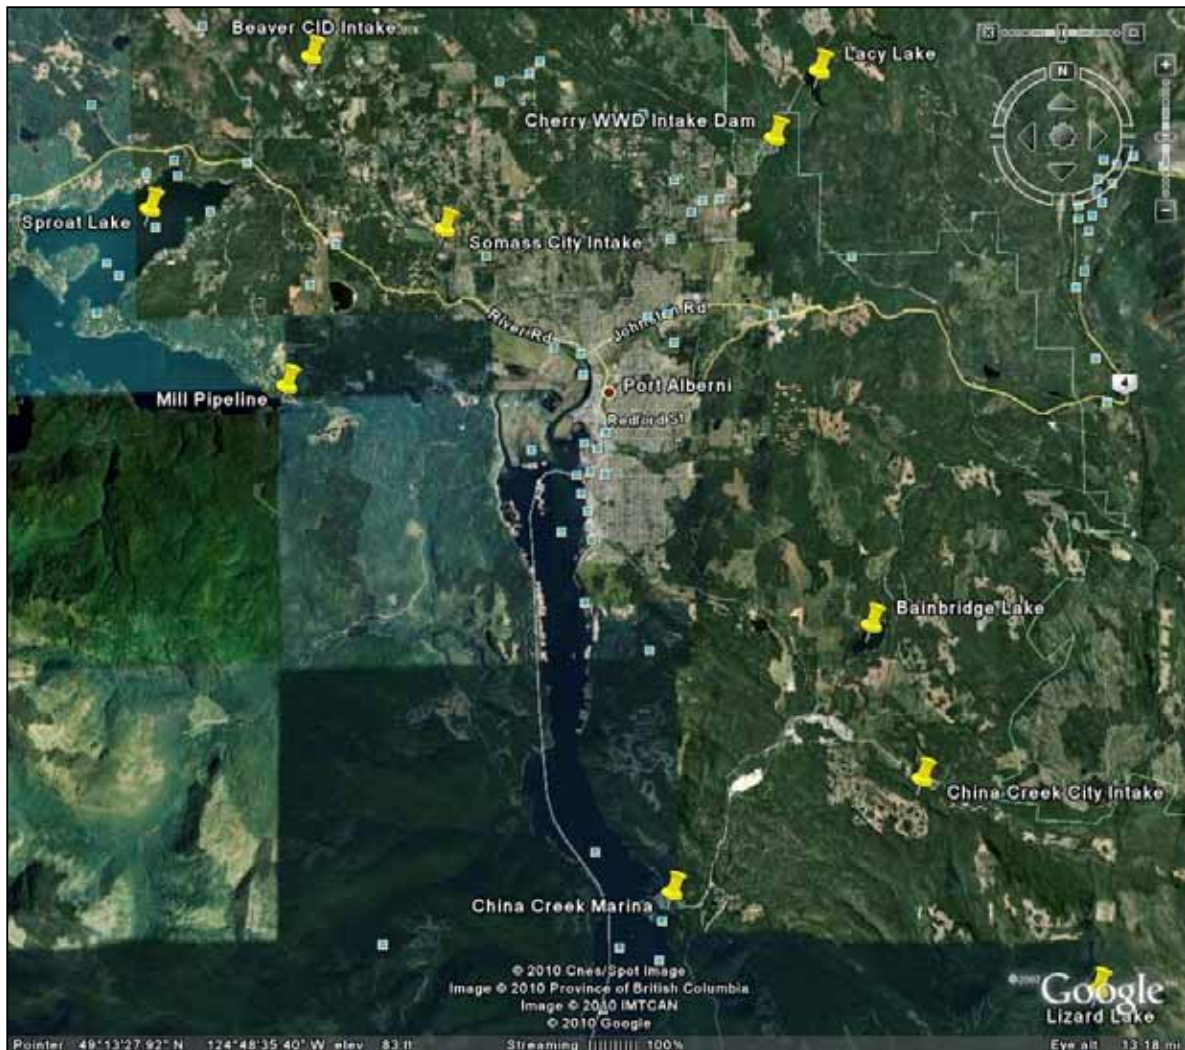 Beaver CID Intake
Lacy Lake
N
Cherry WWD Intake Dam
Sproat Lake
Somass City Intake
River Rd
Johnston Rd
4
Port Alberni
Mill Pipeline
Redford St
Bainbridge Lake
China Creek City Intake
China Creek Marina
© 2010 Cnes/Spot Image
Image © 2010 Province of British Columbia
Image © 2010 IMTCAN
© 2010 Google
Google
Lizard Lake
Pointer 49°13'27.92" N 124°48'35.40" W elev 83 ft Streaming 100% Eye alt 13.18 mi